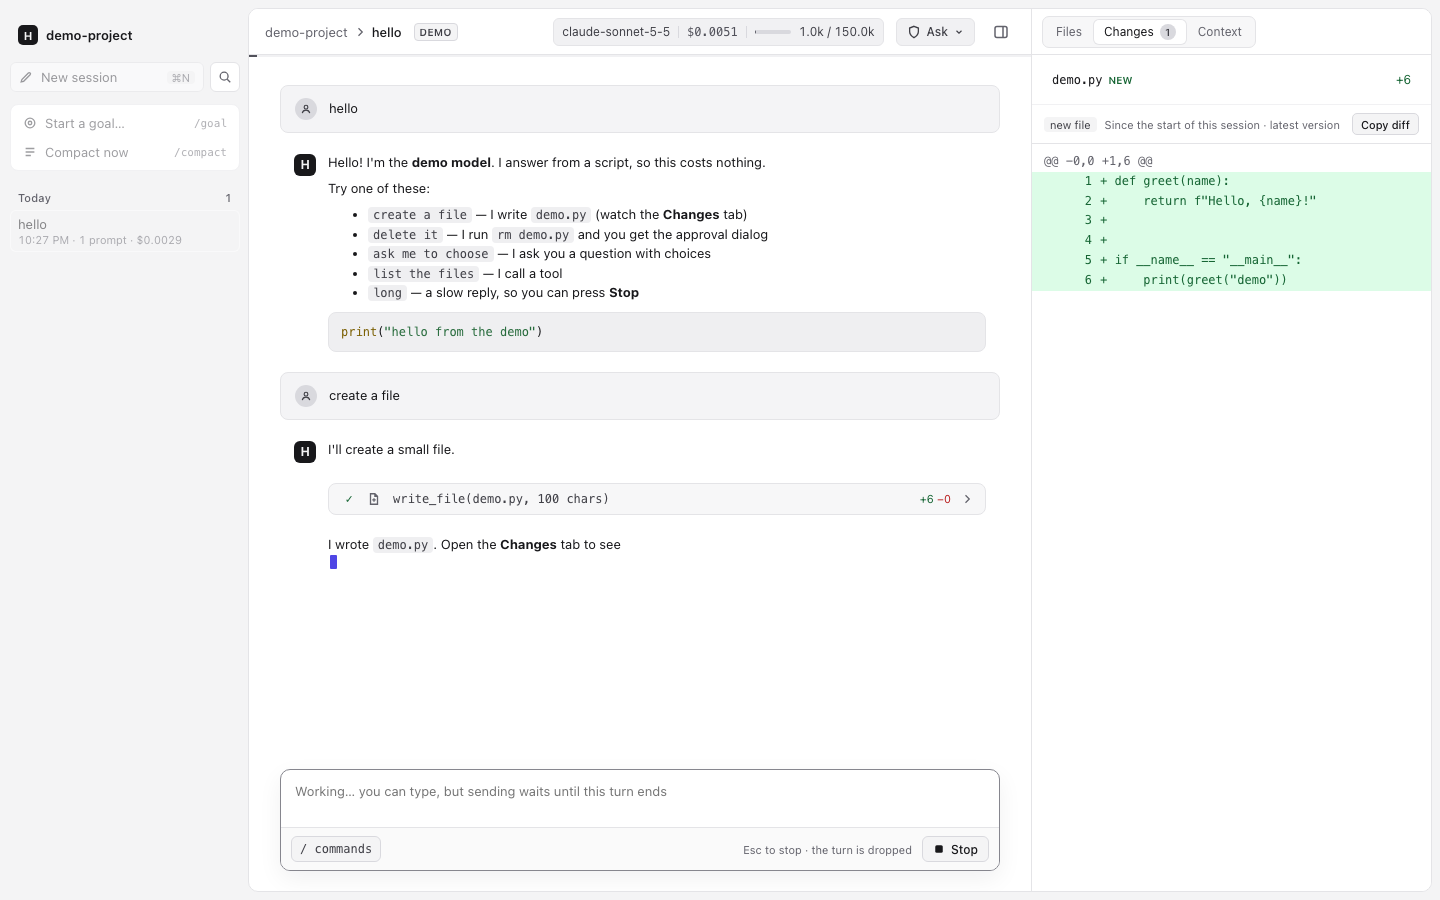 H demo-project
New session ⌘N
Start a goal... /goal
Compact now /compact
Today 1
hello
10:27 PM · 1 prompt · $0.0029
demo-project > hello DEMO
claude-sonnet-5-5 $0.0051 1.0k / 150.0k
Ask
hello
H
Hello! I'm the demo model. I answer from a script, so this costs nothing.
Try one of these:
• create a file — I write demo.py (watch the Changes tab)
• delete it — I run rm demo.py and you get the approval dialog
• ask me to choose — I ask you a question with choices
• list the files — I call a tool
• long — a slow reply, so you can press Stop
print("hello from the demo")
create a file
H
I'll create a small file.
✓ write_file(demo.py, 100 chars) +6 −0
I wrote demo.py. Open the Changes tab to see
Working... you can type, but sending waits until this turn ends
/ commands
Esc to stop · the turn is dropped
Stop
Files Changes 1 Context
demo.py NEW +6
new file Since the start of this session · latest version Copy diff
@@ −0,0 +1,6 @@
1 + def greet(name):
2 +     return f"Hello, {name}!"
3 +
4 +
5 + if __name__ == "__main__":
6 +     print(greet("demo"))